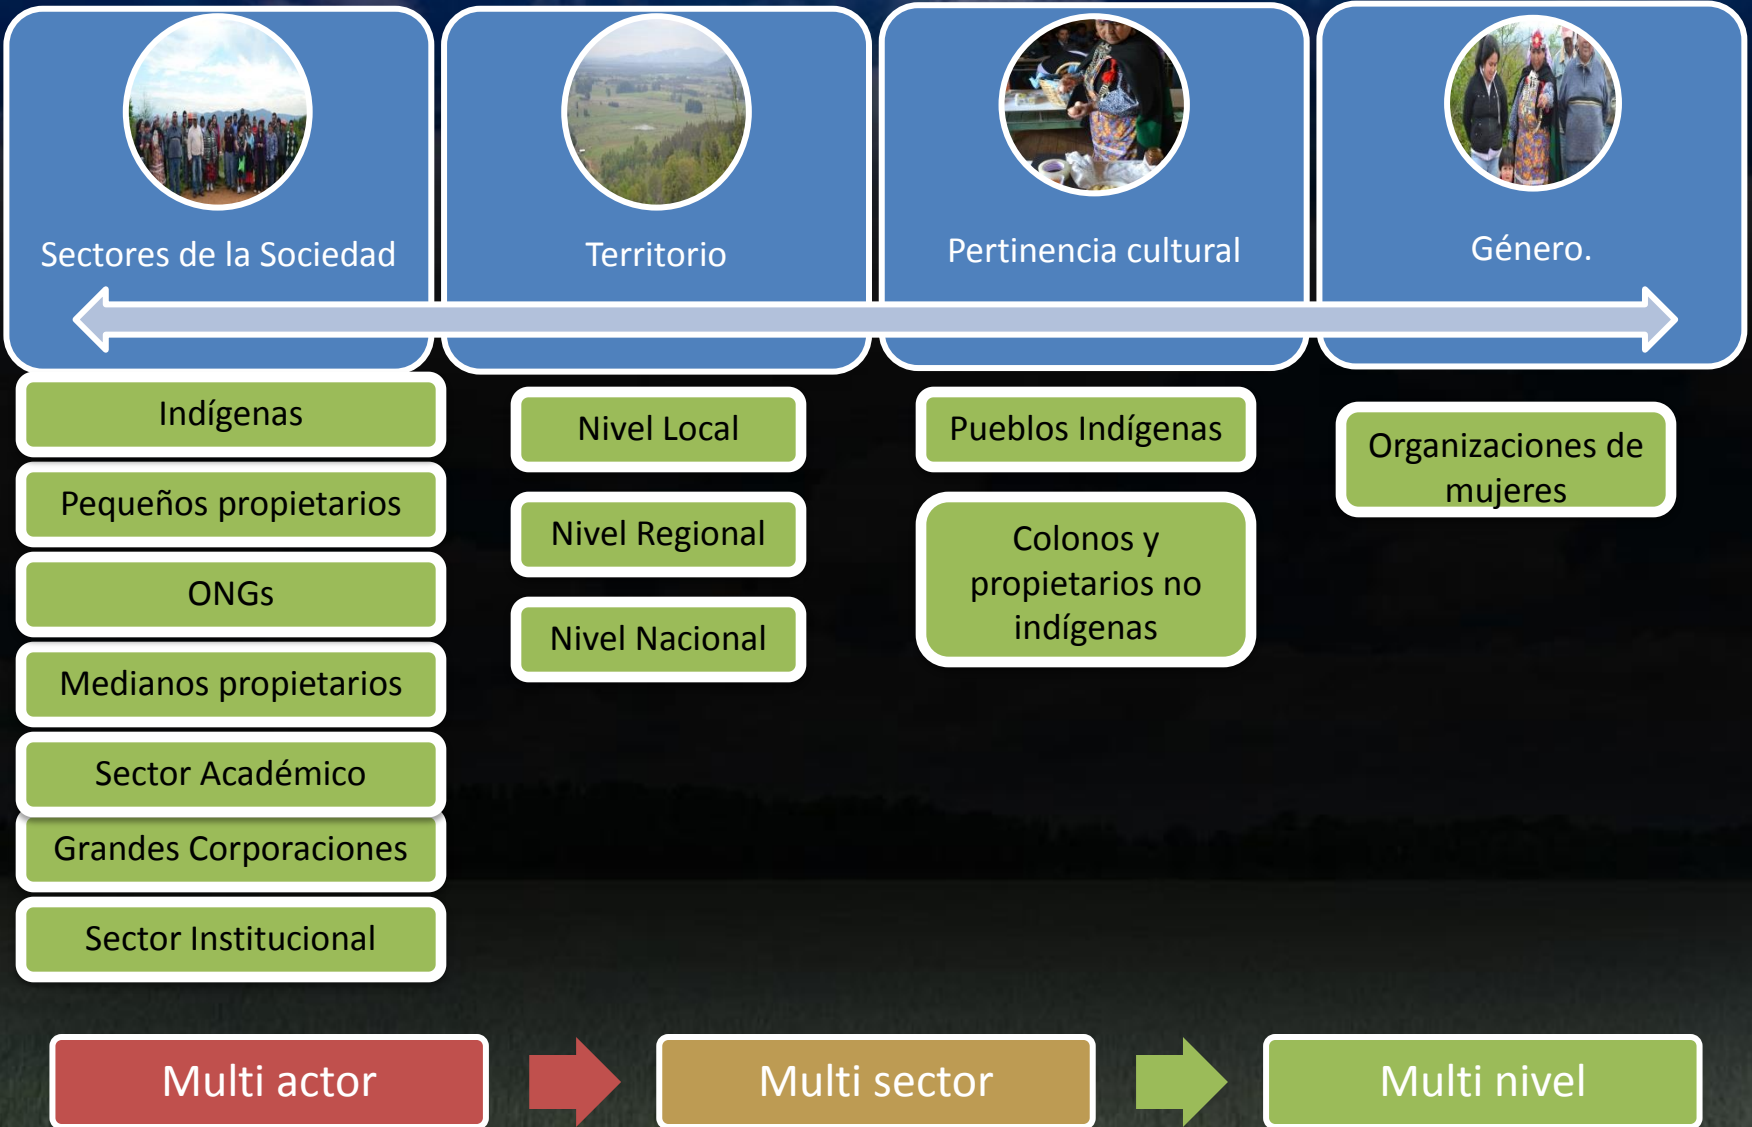 Sectores de la Sociedad
Territorio
Pertinencia cultural
Género.
Indígenas
Pequeños propietarios
ONGs
Medianos propietarios
Sector Académico
Grandes Corporaciones
Sector Institucional
Nivel Local
Nivel Regional
Nivel Nacional
Pueblos Indígenas
Colonos y
propietarios no
indígenas
Organizaciones de
mujeres
Multi actor
Multi sector
Multi nivel